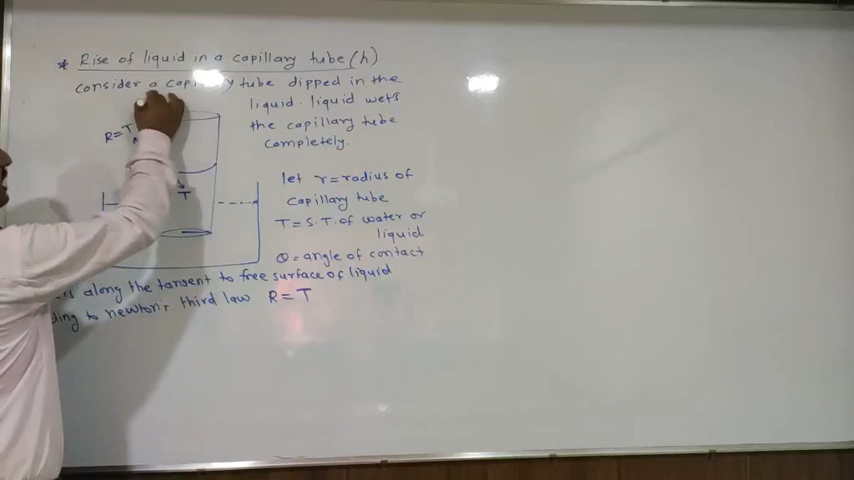 * Rise of liquid in a capillary tube (h)
consider a tube dipped in the
liquid. liquid wets
the capillary tube
completely.
R=T
T
let r = radius of
capillary tube
T = S.T. of water or
liquid
θ = angle of contact
along the tangent to free surface of liquid
to newton's third law R = T